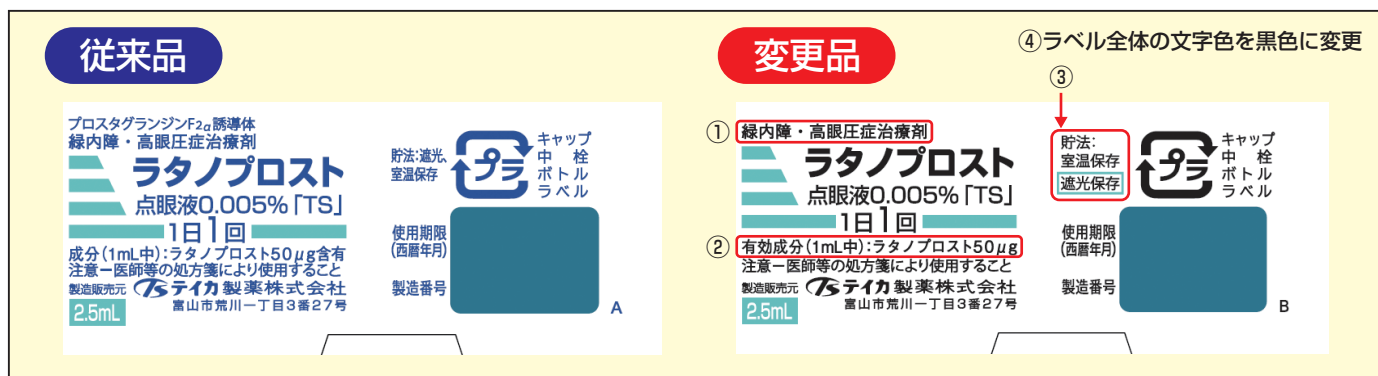 従来品
プロスタグランジンF2α誘導体
緑内障・高眼圧症治療剤
ラタノプロスト
点眼液0.005%「TS」
1日1回
成分(1mL中):ラタノプロスト50μg含有
注意−医師等の処方箋により使用すること
製造販売元 TS テイカ製薬株式会社
富山市荒川一丁目3番27号
2.5mL
貯法:遮光、
室温保存
プラ
キャップ
中栓
ボトル
ラベル
使用期限
(西暦年月)
製造番号
A
変更品
④ラベル全体の文字色を黒色に変更
③
①
緑内障・高眼圧症治療剤
ラタノプロスト
点眼液0.005%「TS」
1日1回
②
有効成分(1mL中):ラタノプロスト50μg
注意−医師等の処方箋により使用すること
製造販売元 TS テイカ製薬株式会社
富山市荒川一丁目3番27号
2.5mL
貯法:
室温保存
遮光保存
プラ
キャップ
中栓
ボトル
ラベル
使用期限
(西暦年月)
製造番号
B